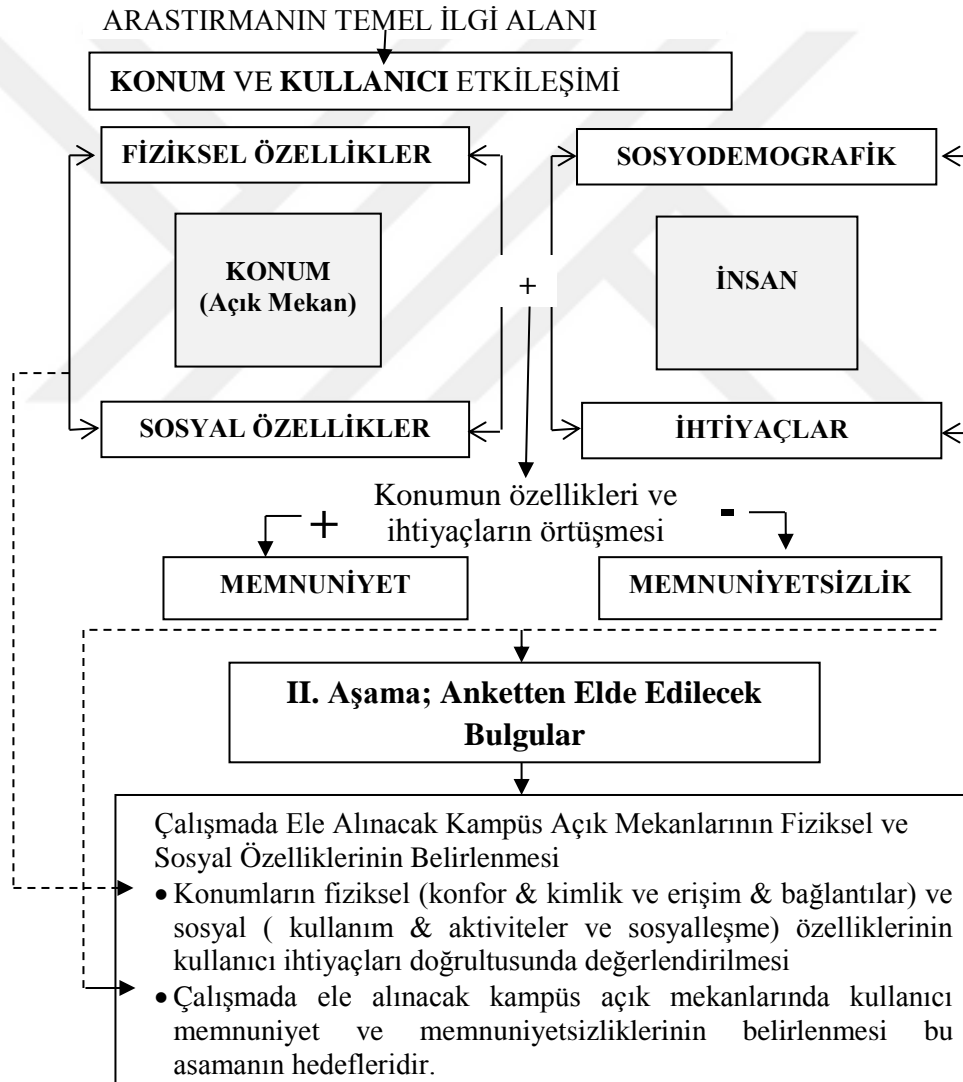 ARASTIRMANIN TEMEL İLGİ ALANI
KONUM VE KULLANICI ETKİLEŞİMİ
FİZİKSEL ÖZELLİKLER
SOSYODEMOGRAFİK
KONUM
(Açık Mekan)
+
İNSAN
SOSYAL ÖZELLİKLER
İHTİYAÇLAR
Konumun özellikleri ve
+ ihtiyaçların örtüşmesi -
MEMNUNİYET
MEMNUNİYETSİZLİK
II. Aşama; Anketten Elde Edilecek
Bulgular
Çalışmada Ele Alınacak Kampüs Açık Mekanlarının Fiziksel ve
Sosyal Özelliklerinin Belirlenmesi
• Konumların fiziksel (konfor & kimlik ve erişim & bağlantılar) ve
sosyal ( kullanım & aktiviteler ve sosyalleşme) özelliklerinin
kullanıcı ihtiyaçları doğrultusunda değerlendirilmesi
• Çalışmada ele alınacak kampüs açık mekanlarında kullanıcı
memnuniyet ve memnuniyetsizliklerinin belirlenmesi bu
asamanın hedefleridir.